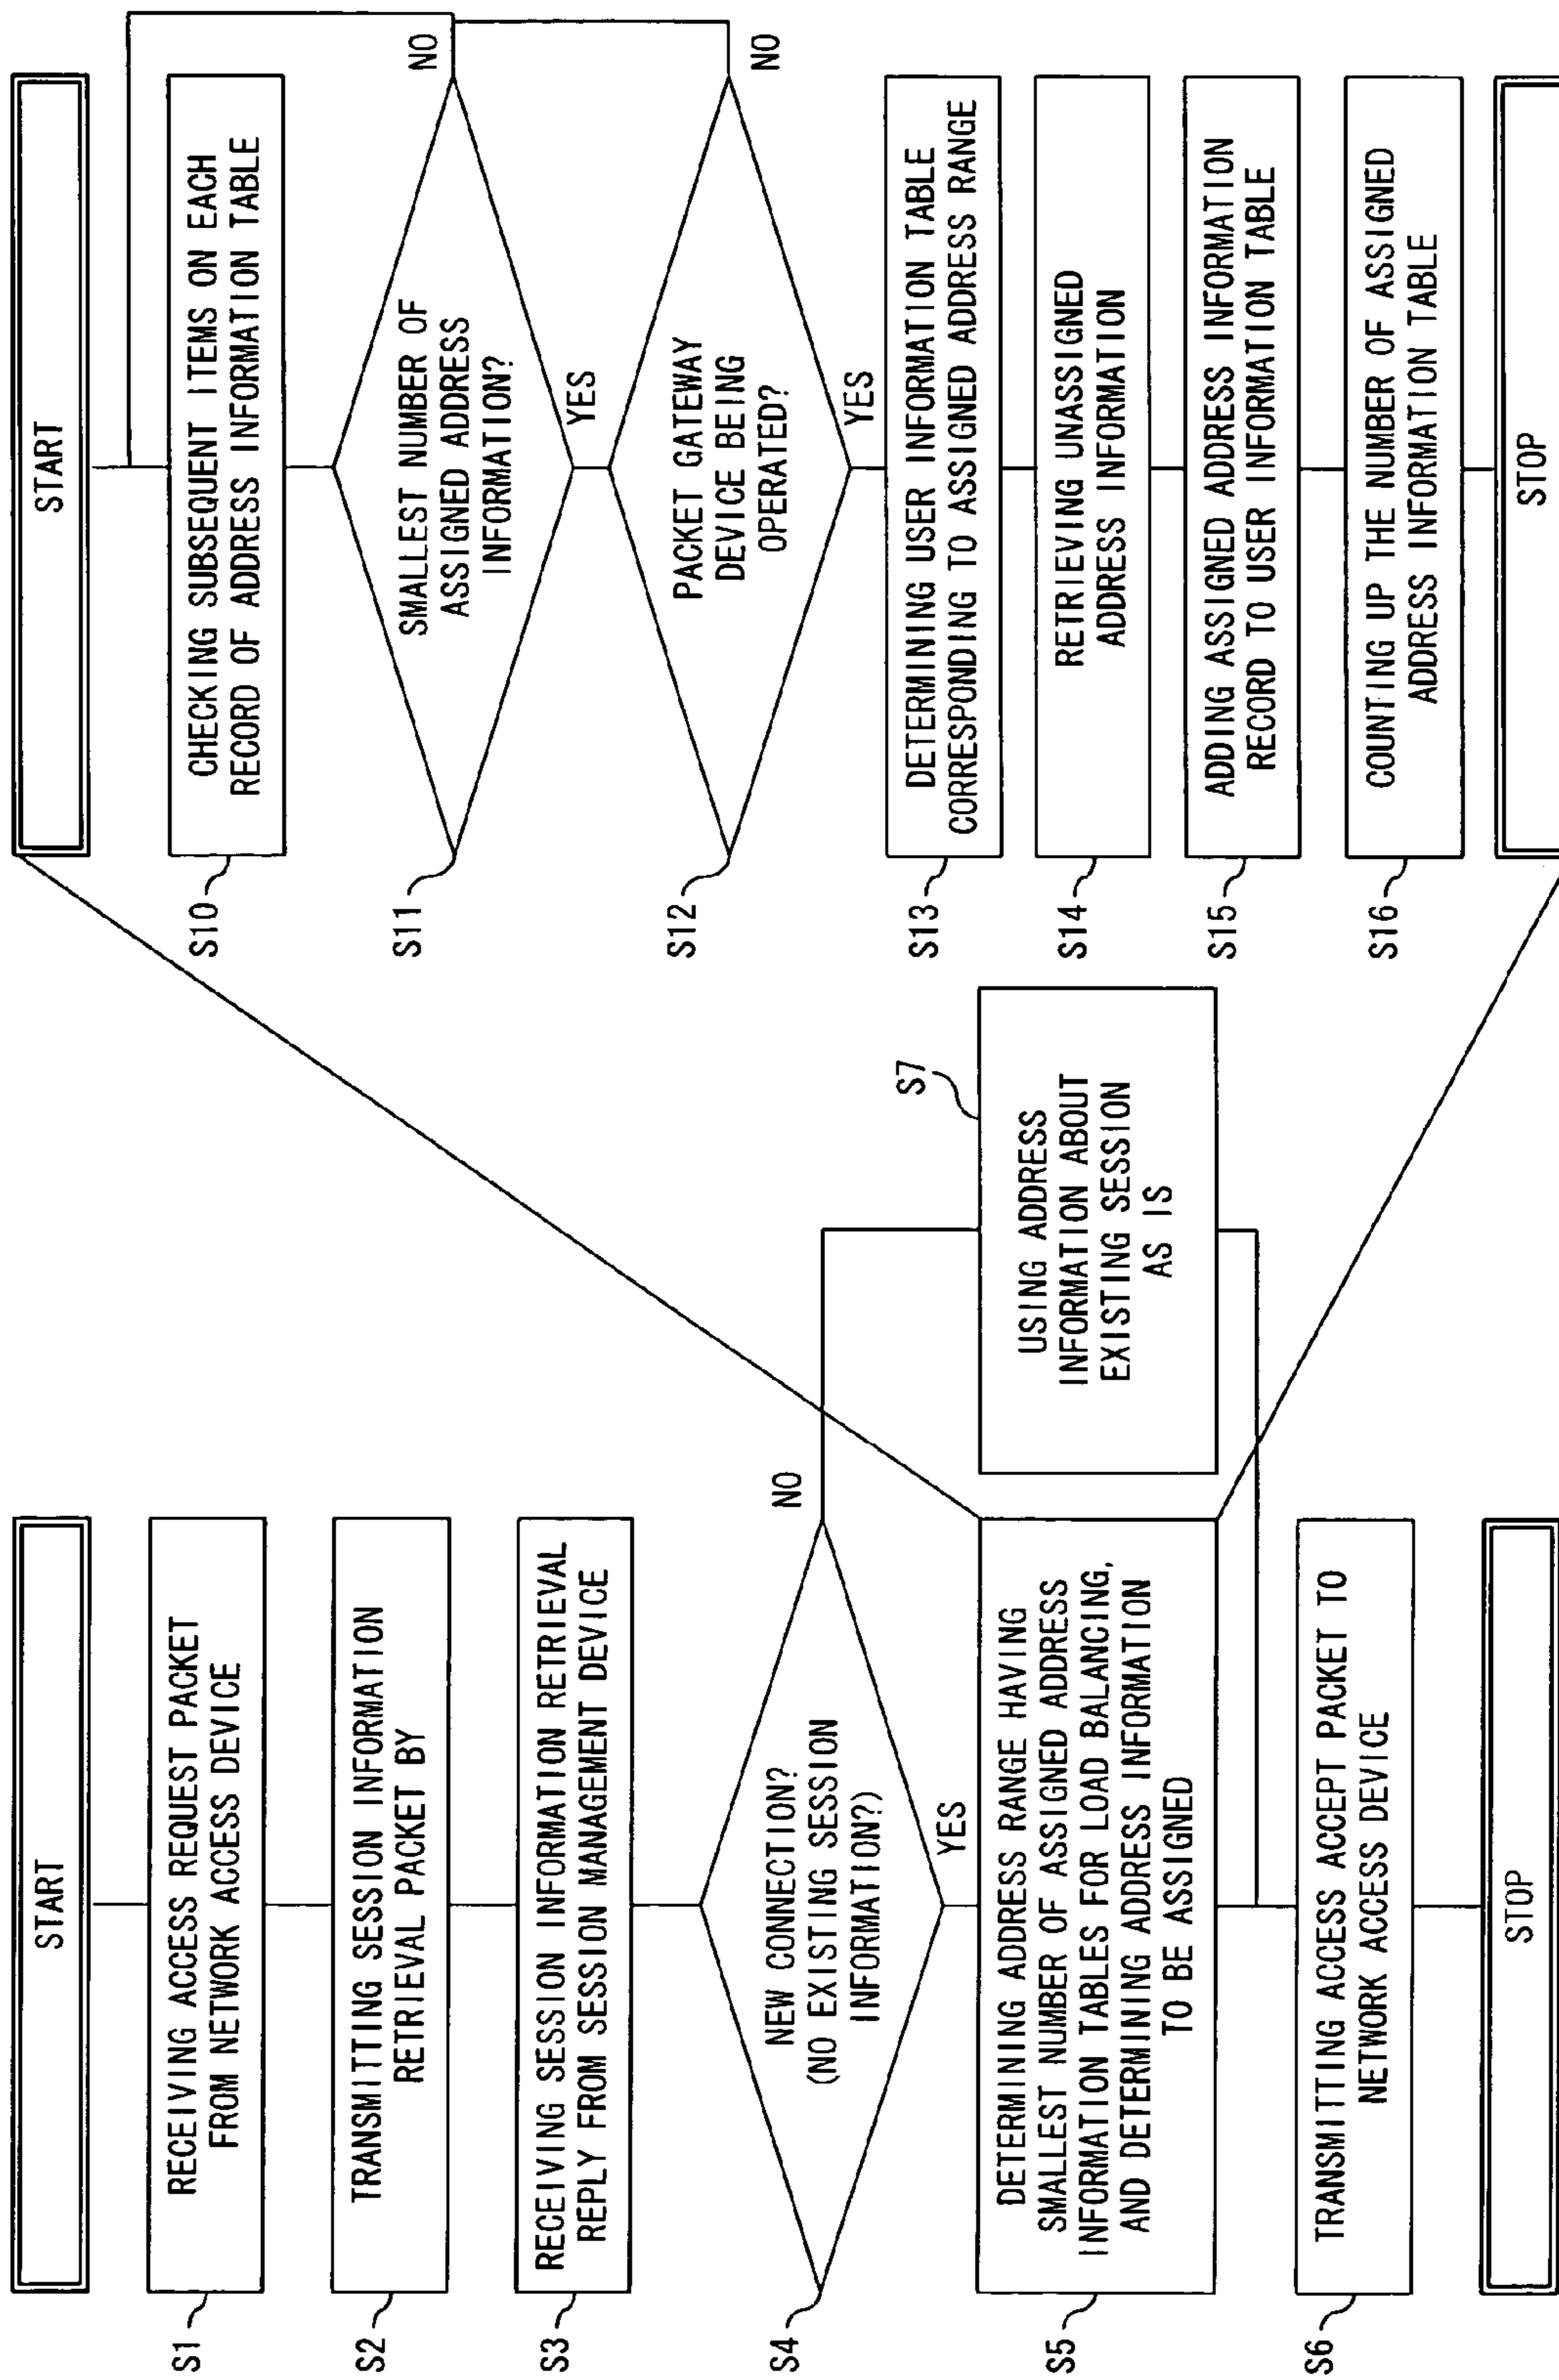 START
S1
RECEIVING ACCESS REQUEST PACKET
FROM NETWORK ACCESS DEVICE
S2
TRANSMITTING SESSION INFORMATION
RETRIEVAL PACKET BY
S3
RECEIVING SESSION INFORMATION RETRIEVAL
REPLY FROM SESSION MANAGEMENT DEVICE
S4
NEW CONNECTION?
(NO EXISTING SESSION
INFORMATION?)
NO
YES
S5
DETERMINING ADDRESS RANGE HAVING
SMALLEST NUMBER OF ASSIGNED ADDRESS
INFORMATION TABLES FOR LOAD BALANCING,
AND DETERMINING ADDRESS INFORMATION
TO BE ASSIGNED
S7
USING ADDRESS
INFORMATION ABOUT
EXISTING SESSION
AS IS
S6
TRANSMITTING ACCESS ACCEPT PACKET TO
NETWORK ACCESS DEVICE
STOP
START
S10
CHECKING SUBSEQUENT ITEMS ON EACH
RECORD OF ADDRESS INFORMATION TABLE
S11
SMALLEST NUMBER OF
ASSIGNED ADDRESS
INFORMATION?
NO
YES
S12
PACKET GATEWAY
DEVICE BEING
OPERATED?
NO
YES
S13
DETERMINING USER INFORMATION TABLE
CORRESPONDING TO ASSIGNED ADDRESS RANGE
S14
RETRIEVING UNASSIGNED
ADDRESS INFORMATION
S15
ADDING ASSIGNED ADDRESS INFORMATION
RECORD TO USER INFORMATION TABLE
S16
COUNTING UP THE NUMBER OF ASSIGNED
ADDRESS INFORMATION TABLE
STOP